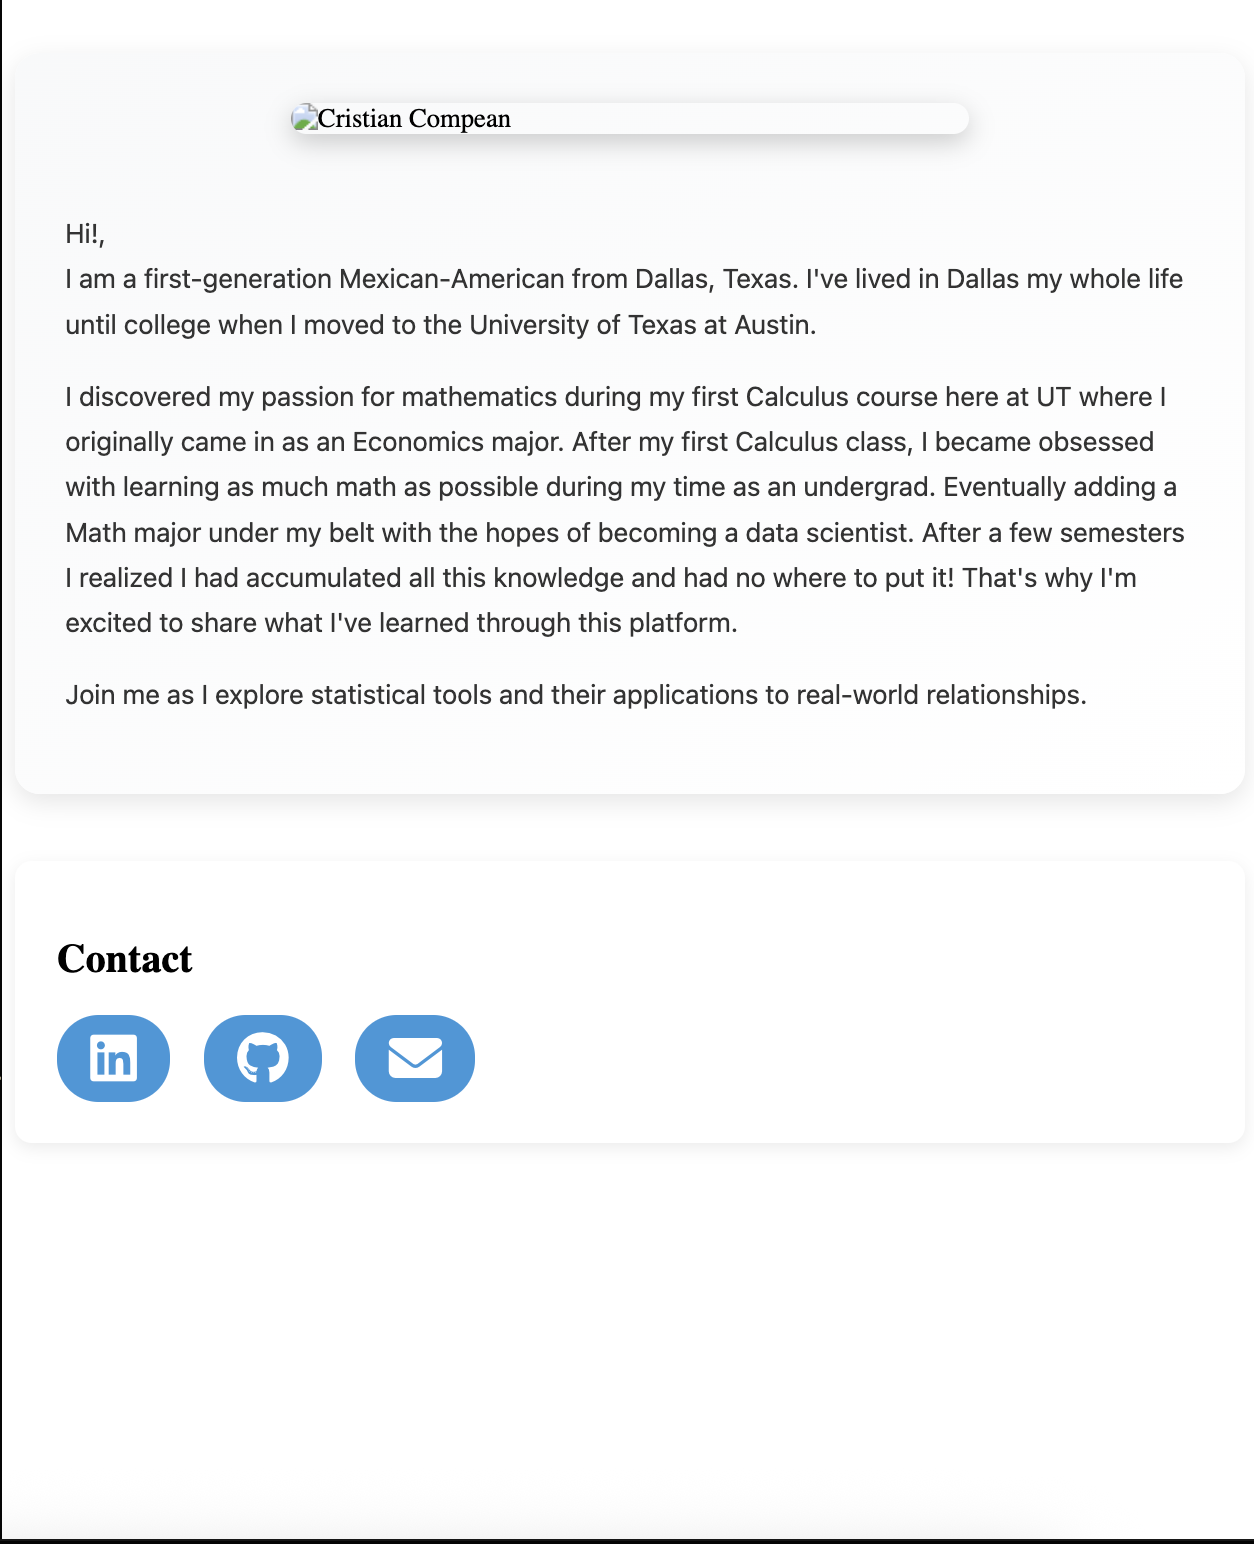 Cristian Compean
Hi!,
I am a first-generation Mexican-American from Dallas, Texas. I've lived in Dallas my whole life
until college when I moved to the University of Texas at Austin.
I discovered my passion for mathematics during my first Calculus course here at UT where I
originally came in as an Economics major. After my first Calculus class, I became obsessed
with learning as much math as possible during my time as an undergrad. Eventually adding a
Math major under my belt with the hopes of becoming a data scientist. After a few semesters
I realized I had accumulated all this knowledge and had no where to put it! That's why I'm
excited to share what I've learned through this platform.
Join me as I explore statistical tools and their applications to real-world relationships.
Contact
in